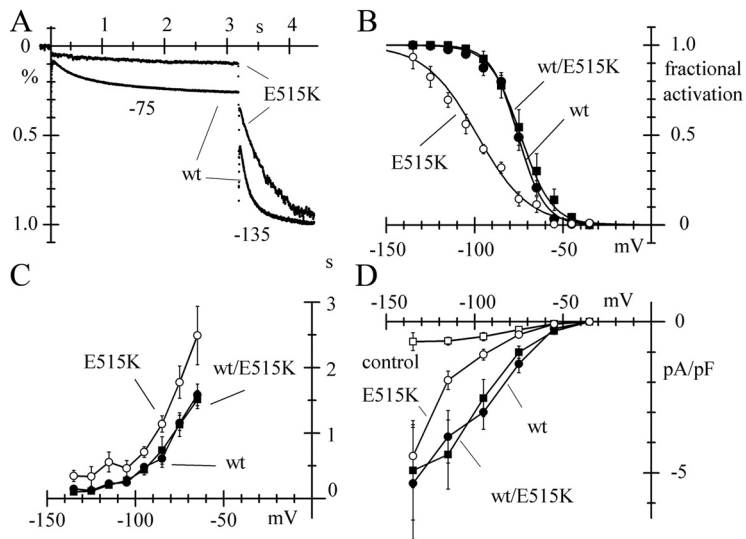 A
1 2 s 3 4
0
%
0.5
1.0
E515K
-75
wt
-135
B
1.0
fractional
activation
0.5
0
wt/E515K
wt
E515K
-150 -100 -50 mV
C
s
3
2
1
0
E515K
wt/E515K
wt
-150 -100 -50 mV
D
-150 -100 -50 mV
0
pA/pF
-5
control
E515K
wt
wt/E515K